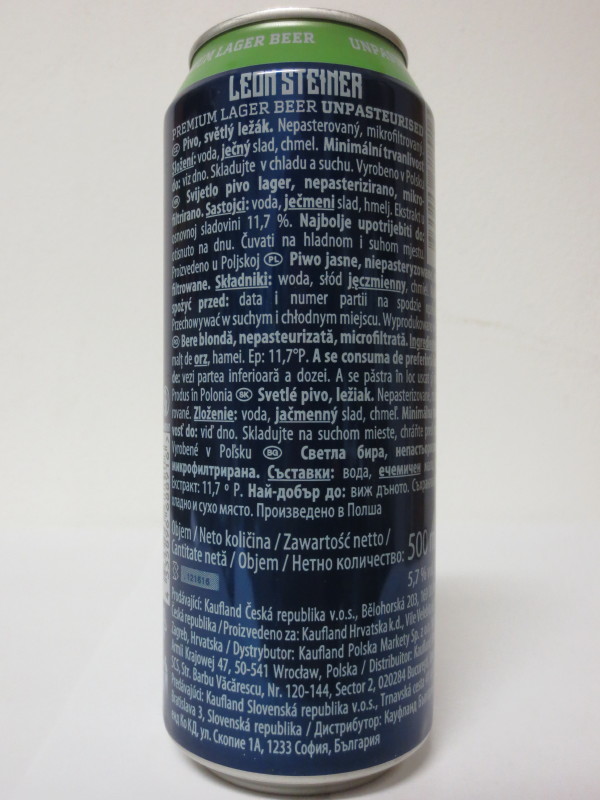 LAGER BEER
LEON STEINER
PREMIUM LAGER BEER UNPASTEURISED
CZ Pivo, světlý ležák. Nepasterovaný, mikrofiltrovaný
Složení: voda, ječný slad, chmel. Minimální trvanlivost
do: viz dno. Skladujte v chladu a suchu. Vyrobeno v Polsku
Svijetlo pivo lager, nepasterizirano, mikro-
filtrirano. Sastojci: voda, ječmeni slad, hmelj. Ekstrakt u
osnovnoj sladovini 11,7 %. Najbolje upotrijebiti do:
otisnuto na dnu. Čuvati na hladnom i suhom mjestu.
Proizvedeno u Poljskoj PL Piwo jasne, niepasteryzowane
filtrowane. Składniki: woda, słód jęczmienny, chmiel.
spożyć przed: data i numer partii na spodzie
Przechowywać w suchym i chłodnym miejscu. Wyprodukowano
Bere blondă, nepasteurizată, microfiltrată. Ingrediente
malț de orz, hamei. Ep: 11,7°P. A se consuma de preferință
de: vezi partea inferioară a dozei. A se păstra în loc uscat
Produs în Polonia SK Svetlé pivo, ležiak. Nepasterizované,
rované. Zloženie: voda, jačmenný slad, chmeľ. Minimálna
vosť do: viď dno. Skladujte na suchom mieste, chráňte
Vyrobené v Poľsku BG Светла бира,
микрофилтрирана. Съставки: вода, ечемичен
Екстракт: 11,7 º P. Най-добър до: виж дъното.
хладно и сухо място. Произведено в Полша
Objem / Neto količina / Zawartość netto /
Cantitate netă / Objem / Нетно количество: 500
5,7 %
121616
Prodávající: Kaufland Česká republika v.o.s., Bělohorská 203,
Česká republika / Proizvedeno za: Kaufland Hrvatska k.d., Vile
Zagreb, Hrvatska / Dystrybutor: Kaufland Polska Markety Sp. z
Armii Krajowej 47, 50-541 Wrocław, Polska / Distribuitor:
SCS, Str. Barbu Văcărescu, Nr. 120-144, Sector 2, 020284
Predávajúci: Kaufland Slovenská republika v.o.s., Trnavská cesta
Bratislava 3, Slovenská republika / Дистрибутор: Кауфланд
енд Ко КД, ул. Скопие 1А, 1233 София, България